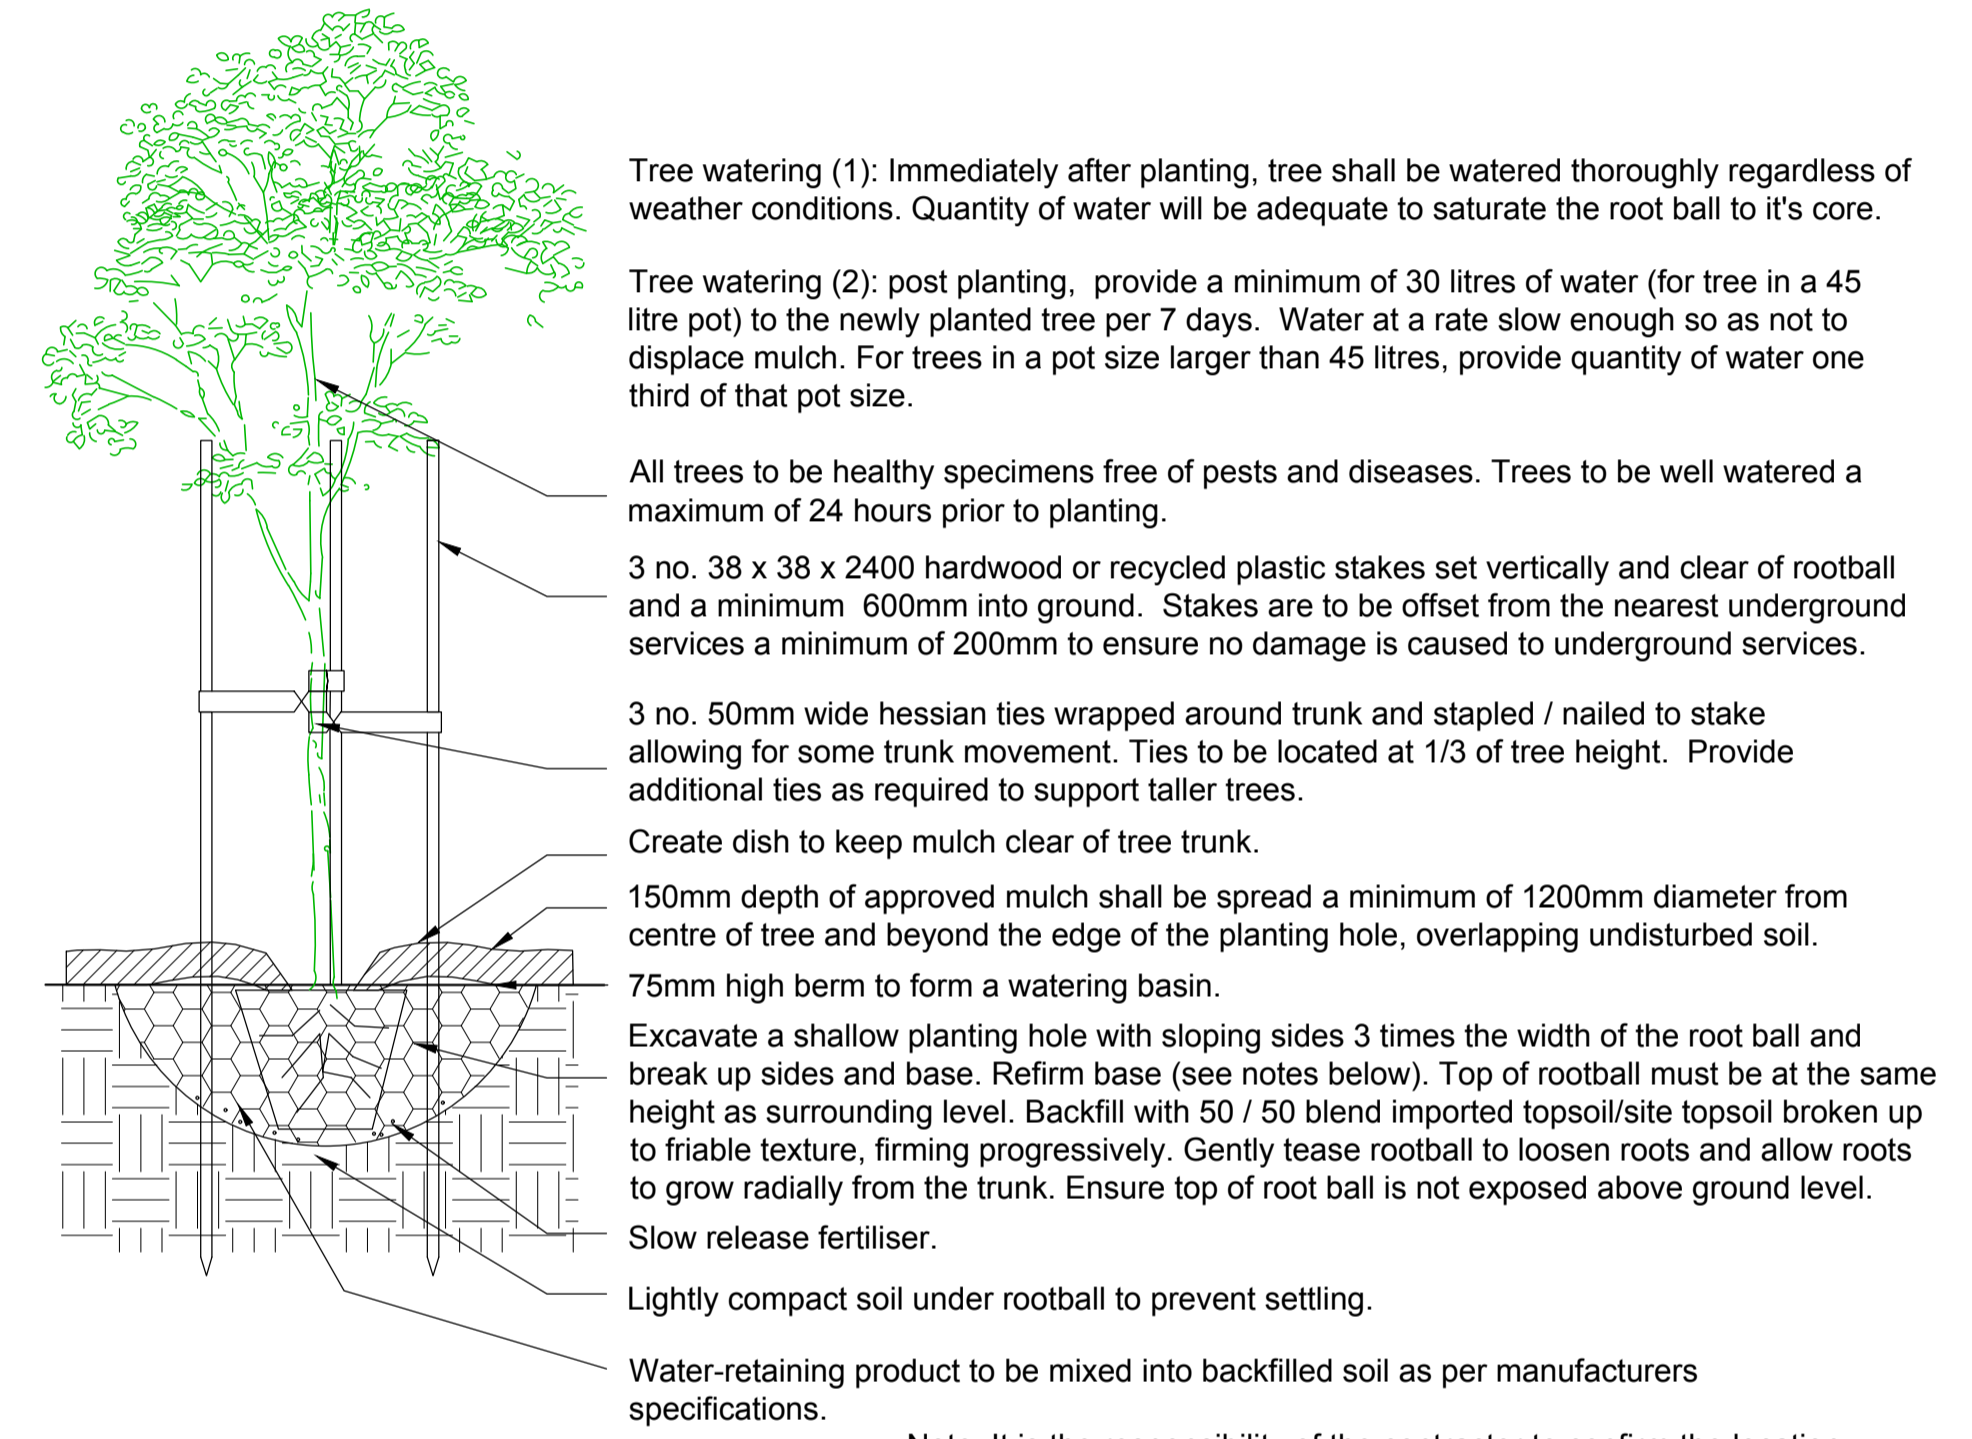 Tree watering (1): Immediately after planting, tree shall be watered thoroughly regardless of
weather conditions. Quantity of water will be adequate to saturate the root ball to it's core.
Tree watering (2): post planting,  provide a minimum of 30 litres of water (for tree in a 45
litre pot) to the newly planted tree per 7 days.  Water at a rate slow enough so as not to
displace mulch. For trees in a pot size larger than 45 litres, provide quantity of water one
third of that pot size.
All trees to be healthy specimens free of pests and diseases. Trees to be well watered a
maximum of 24 hours prior to planting.
3 no. 38 x 38 x 2400 hardwood or recycled plastic stakes set vertically and clear of rootball
and a minimum  600mm into ground.  Stakes are to be offset from the nearest underground
services a minimum of 200mm to ensure no damage is caused to underground services.
3 no. 50mm wide hessian ties wrapped around trunk and stapled / nailed to stake
allowing for some trunk movement. Ties to be located at 1/3 of tree height.  Provide
additional ties as required to support taller trees.
Create dish to keep mulch clear of tree trunk.
150mm depth of approved mulch shall be spread a minimum of 1200mm diameter from
centre of tree and beyond the edge of the planting hole, overlapping undisturbed soil.
75mm high berm to form a watering basin.
Excavate a shallow planting hole with sloping sides 3 times the width of the root ball and
break up sides and base. Refirm base (see notes below). Top of rootball must be at the same
height as surrounding level. Backfill with 50 / 50 blend imported topsoil/site topsoil broken up
to friable texture, firming progressively. Gently tease rootball to loosen roots and allow roots
to grow radially from the trunk. Ensure top of root ball is not exposed above ground level.
Slow release fertiliser.
Lightly compact soil under rootball to prevent settling.
Water-retaining product to be mixed into backfilled soil as per manufacturers
specifications.
Note: It is the responsibility of the contractor to confirm the location